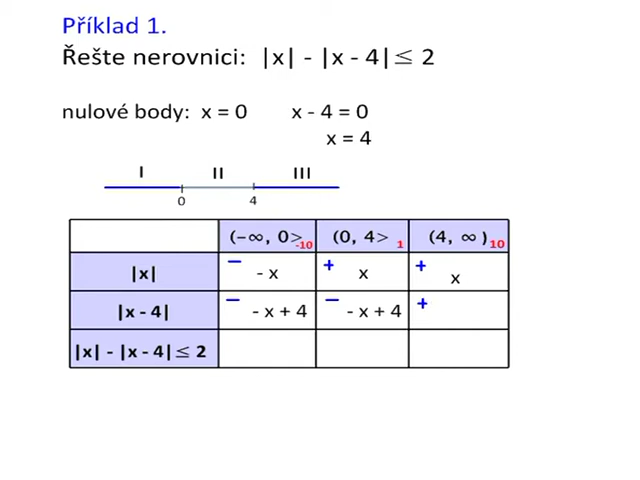 Příklad 1.
Řešte nerovnici: |x| - |x - 4| ≤ 2
nulové body: x = 0 x - 4 = 0
x = 4
I II III
0 4
(-∞, 0> -10 (0, 4> 1 (4, ∞) 10
|x| − - x + x + x
|x - 4| − - x + 4 − - x + 4 +
|x| - |x - 4| ≤ 2